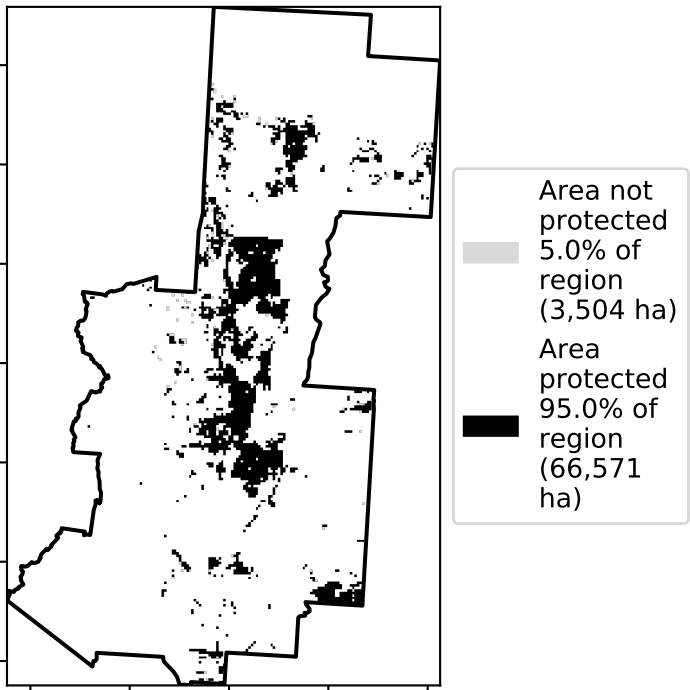 Area not
protected
5.0% of
region
(3,504 ha)
Area
protected
95.0% of
region
(66,571
ha)